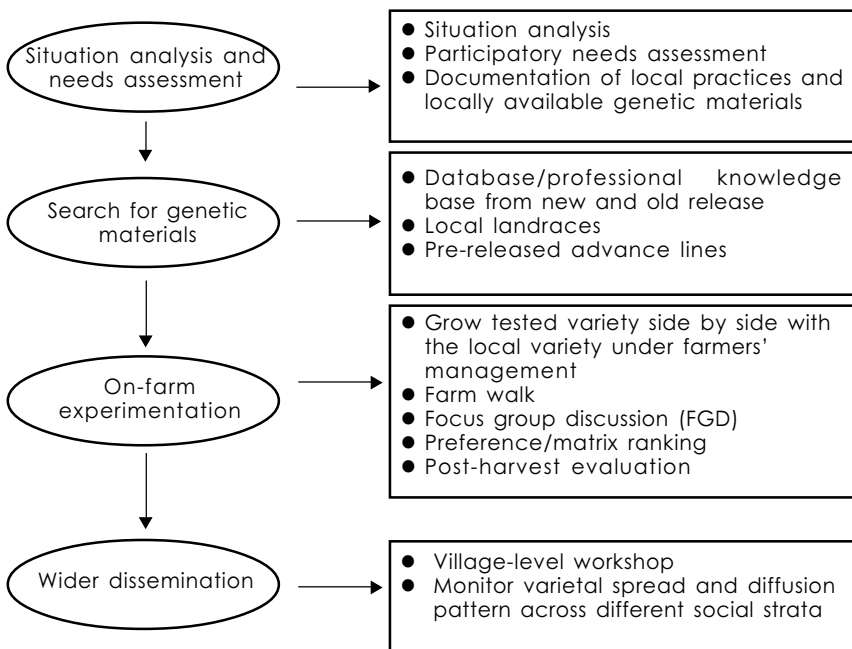 Situation analysis and
needs assessment
● Situation analysis
● Participatory needs assessment
● Documentation of local practices and
locally available genetic materials
Search for genetic
materials
● Database/professional knowledge
base from new and old release
● Local landraces
● Pre-released advance lines
On-farm
experimentation
● Grow tested variety side by side with
the local variety under farmers’
management
● Farm walk
● Focus group discussion (FGD)
● Preference/matrix ranking
● Post-harvest evaluation
Wider dissemination
● Village-level workshop
● Monitor varietal spread and diffusion
pattern across different social strata